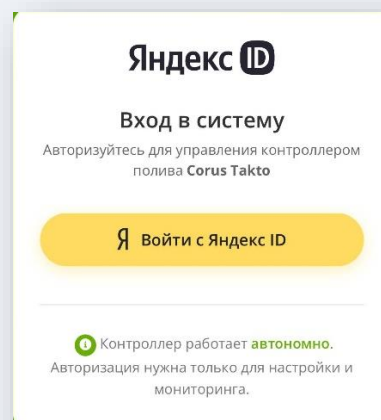 Яндекс ID
Вход в систему
Авторизуйтесь для управления контроллером
полива Corus Takto
Я Войти с Яндекс ID
Контроллер работает автономно.
Авторизация нужна только для настройки и
мониторинга.